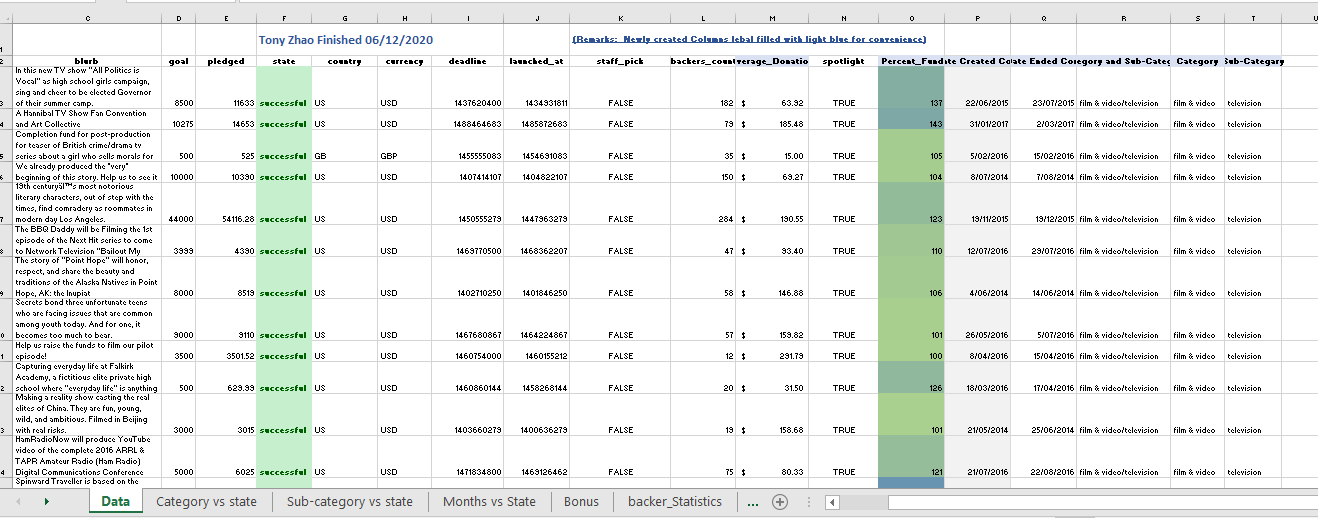 C D E F G H I J K L M N O P Q R S T
1 Tony Zhao Finished 06/12/2020 (Remarks: Newly created Columns lebal filled with light blue for convenience)
2 blurb goal pledged state country currency deadline launched_at staff_pick backers_count verage_Donatio spotlight Percent_Fund ate Created Co ate Ended Co egory and Sub-Categ Category Sub-Category
In this new TV show "All Politics is
Vocal" as high school girls campaign,
sing and cheer to be elected Governor
3 of their summer camp. 8500 11633 successful US USD 1437620400 1434931811 FALSE 182 $ 63.92 TRUE 137 22/06/2015 23/07/2015 film & video/television film & video television
A Hannibal TV Show Fan Convention
4 and Art Collective 10275 14653 successful US USD 1488464683 1485872683 FALSE 79 $ 185.48 TRUE 143 31/01/2017 2/03/2017 film & video/television film & video television
Completion fund for post-production
for teaser of British crime/drama tv
5 series about a girl who sells morals for 500 525 successful GB GBP 1455555083 1454691083 FALSE 35 $ 15.00 TRUE 105 5/02/2016 15/02/2016 film & video/television film & video television
We already produced the *very*
6 beginning of this story. Help us to see it 10000 10390 successful US USD 1407414107 1404822107 FALSE 150 $ 69.27 TRUE 104 8/07/2014 7/08/2014 film & video/television film & video television
19th centuryâ€™s most notorious
literary characters, out of step with the
times, find comradery as roommates in
7 modern day Los Angeles. 44000 54116.28 successful US USD 1450555279 1447963279 FALSE 284 $ 190.55 TRUE 123 19/11/2015 19/12/2015 film & video/television film & video television
The BBQ Daddy will be Filming the 1st
episode of the Next Hit series to come
8 to Network Television "Bailout My 3999 4390 successful US USD 1469770500 1468362207 FALSE 47 $ 93.40 TRUE 110 12/07/2016 29/07/2016 film & video/television film & video television
The story of "Point Hope" will honor,
respect, and share the beauty and
traditions of the Alaska Natives in Point
9 Hope, AK: the Inupiat 8000 8519 successful US USD 1402710250 1401846250 FALSE 58 $ 146.88 TRUE 106 4/06/2014 14/06/2014 film & video/television film & video television
Secrets bond three unfortunate teens
who are facing issues that are common
among youth today. And for one, it
0 becomes too much to bear. 9000 9110 successful US USD 1467680867 1464224867 FALSE 57 $ 159.82 TRUE 101 26/05/2016 5/07/2016 film & video/television film & video television
Help us raise the funds to film our pilot
1 episode! 3500 3501.52 successful US USD 1460754000 1460155212 FALSE 12 $ 291.79 TRUE 100 8/04/2016 15/04/2016 film & video/television film & video television
Capturing everyday life at Falkirk
Academy, a fictitious elite private high
2 school where "everyday life" is anything 500 629.99 successful US USD 1460860144 1458268144 FALSE 20 $ 31.50 TRUE 126 18/03/2016 17/04/2016 film & video/television film & video television
Making a reality show casting the real
elites of China. They are fun, young,
wild, and ambitious. Filmed in Beijing
3 with real risks. 3000 3015 successful US USD 1403660279 1400636279 FALSE 19 $ 158.68 TRUE 101 21/05/2014 25/06/2014 film & video/television film & video television
HamRadioNow will produce YouTube
video of the complete 2016 ARRL &
TAPR Amateur Radio (Ham Radio)
4 Digital Communications Conference 5000 6025 successful US USD 1471834800 1469126462 FALSE 75 $ 80.33 TRUE 121 21/07/2016 22/08/2016 film & video/television film & video television
Spinward Traveller is based on the
Data Category vs state Sub-category vs state Months vs State Bonus backer_Statistics ...